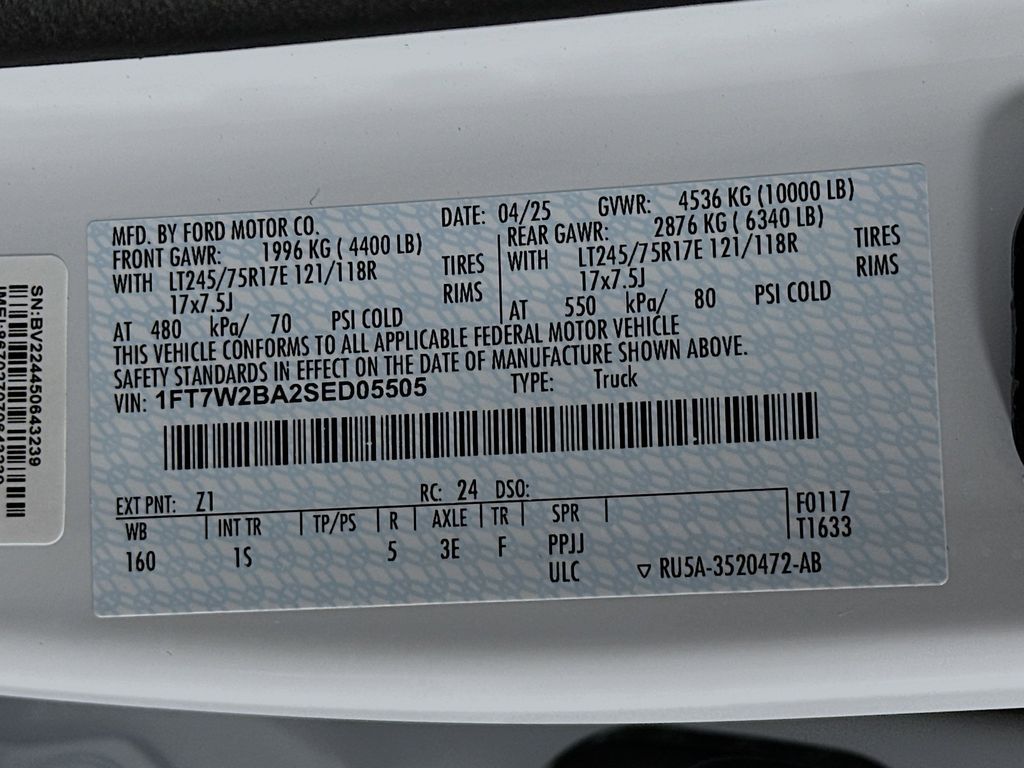 MFD. BY FORD MOTOR CO. DATE: 04/25 GVWR: 4536 KG (10000 LB)
FRONT GAWR: 1996 KG ( 4400 LB) REAR GAWR: 2876 KG ( 6340 LB)
WITH LT245/75R17E 121/118R TIRES WITH LT245/75R17E 121/118R TIRES
17x7.5J RIMS 17x7.5J RIMS
AT 480 kPa/ 70 PSI COLD AT 550 kPa/ 80 PSI COLD
THIS VEHICLE CONFORMS TO ALL APPLICABLE FEDERAL MOTOR VEHICLE
SAFETY STANDARDS IN EFFECT ON THE DATE OF MANUFACTURE SHOWN ABOVE.
VIN: 1FT7W2BA2SED05505 TYPE: Truck
EXT PNT: Z1 RC: 24 DSO:
WB INT TR TP/PS R AXLE TR SPR F0117
160 1S 5 3E F PPJJ T1633
ULC ▽ RU5A-3520472-AB
SN:BV224450643239